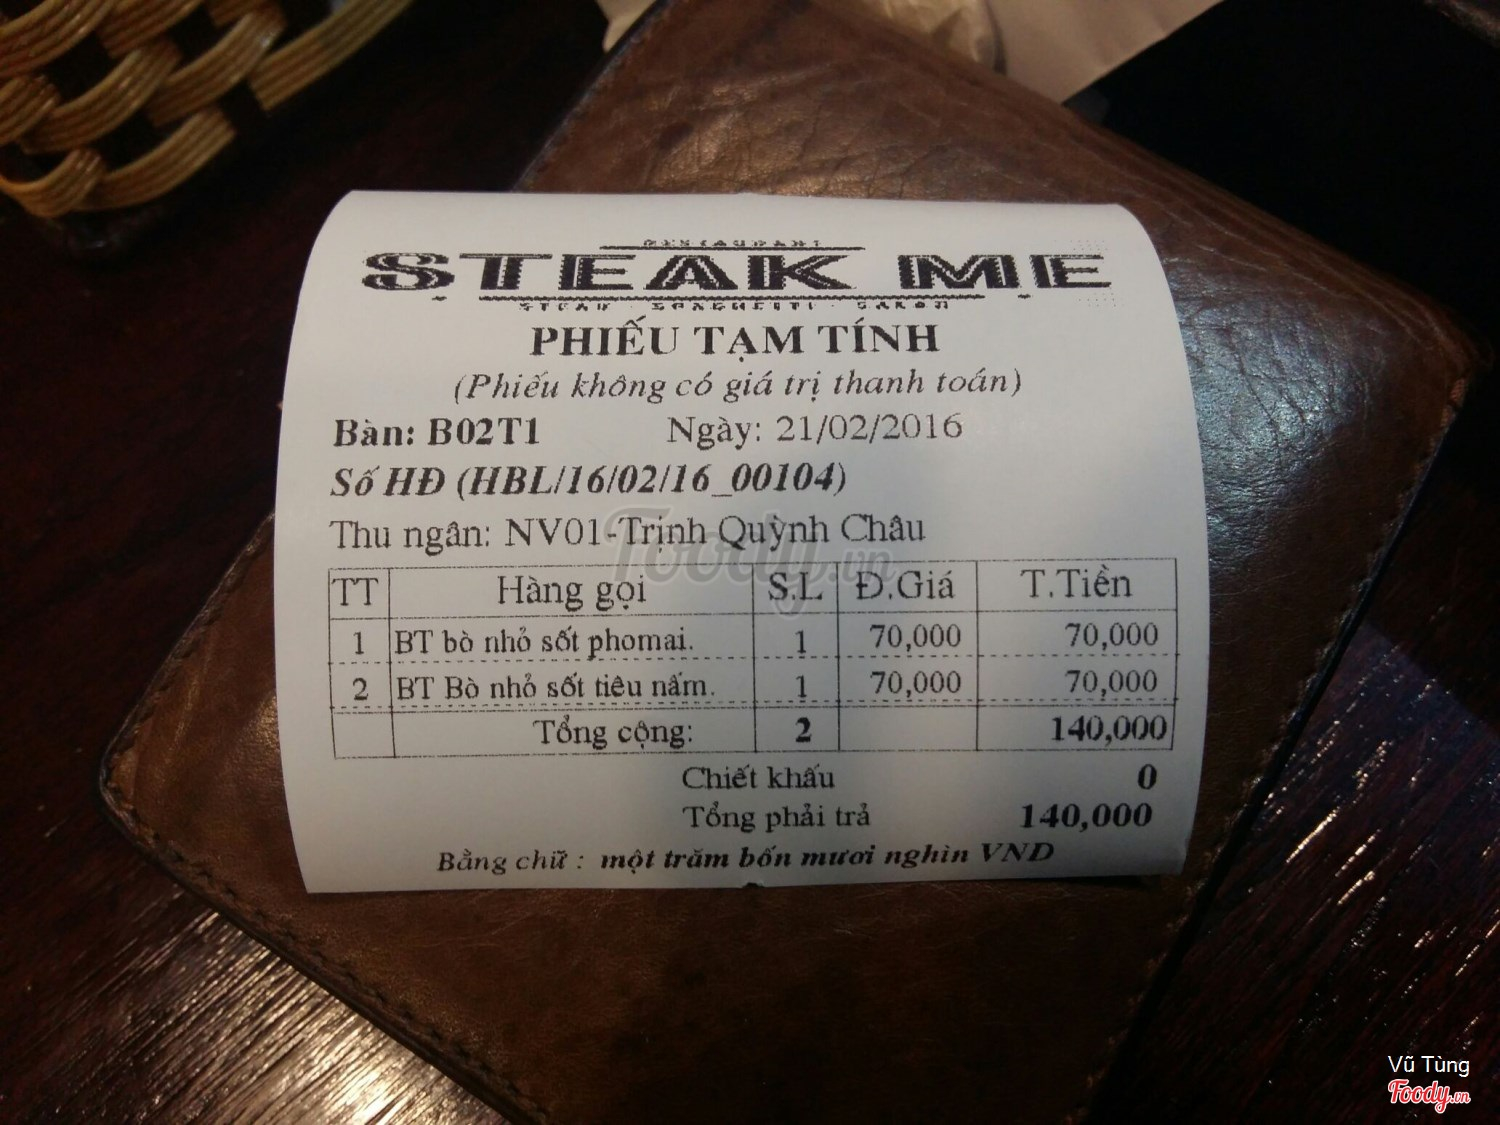 RESTAURANT
STEAK ME
STEAK SPAGHETTI
PHIẾU TẠM TÍNH
(Phiếu không có giá trị thanh toán)
Bàn: B02T1 Ngày: 21/02/2016
Số HĐ (HBL/16/02/16_00104)
Thu ngân: NV01-Trịnh Quỳnh Châu
TT Hàng gọi S.L Đ.Giá T.Tiền
1 BT bò nhỏ sốt phomai. 1 70,000 70,000
2 BT Bò nhỏ sốt tiêu nấm. 1 70,000 70,000
Tổng cộng: 2 140,000
Chiết khấu 0
Tổng phải trả 140,000
Bằng chữ : một trăm bốn mươi nghìn VND
Foody.vn
Vũ Tùng
Foody.vn